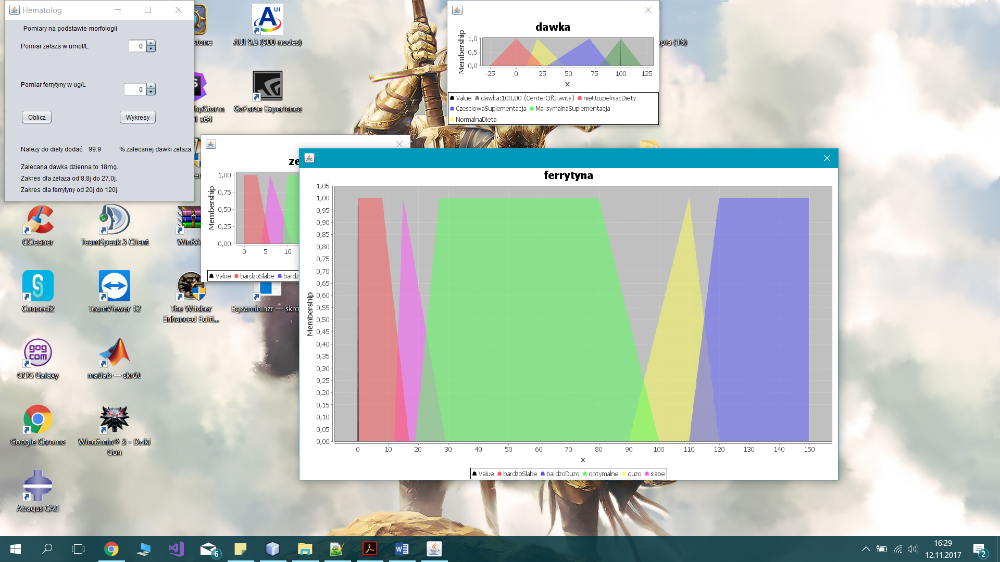 Hematolog
Pomiary na podstawie morfologii
Pomiar żelaza w umol/L 0
Pomiar ferrytyny w ug/L 0
Oblicz Wykresy
Należy do diety dodać 99.9 % zalecanej dawki żelaza.
Zalecana dawka dzienna to 18mg.
Zakres dla żelaza od 8,8j do 27,0j.
Zakres dla ferrytyny od 20j do 120j.
AUI 9.3 (900-nodes)
GeForce Experience
x64
dawka
Membership
1,0
0,5
0,0
-25 0 25 50 75 100 125
x
Value dawka:100,00 (CenterOfGravity) nieUzupelniacDiety
CzesciowaSuplementacja MaksymalnaSuplementacja
NormalnaDieta
(16)
Membership
1,00
0,75
0,50
0,25
0,00
0 5 10
Value bardzoSlabe
ferrytyna
Membership
1,05
1,00
0,95
0,90
0,85
0,80
0,75
0,70
0,65
0,60
0,55
0,50
0,45
0,40
0,35
0,30
0,25
0,20
0,15
0,10
0,05
0,00
0 10 20 30 40 50 60 70 80 90 100 110 120 130 140 150
x
Value bardzoSlabe bardzoDuzo optymalne duzo slabe
CCleaner
TeamSpeak 3 Client
WinRA
Connect2
TeamViewer 12
The Witcher
Enhanced Editi...
EgzaminInzr — skró
GOG COM
GOG Galaxy
matlab — skrót
Google Chrome
Wiedźmin® 3 - Dziki
Gon
Abaqus CAE
6
16:29
12.11.2017
2